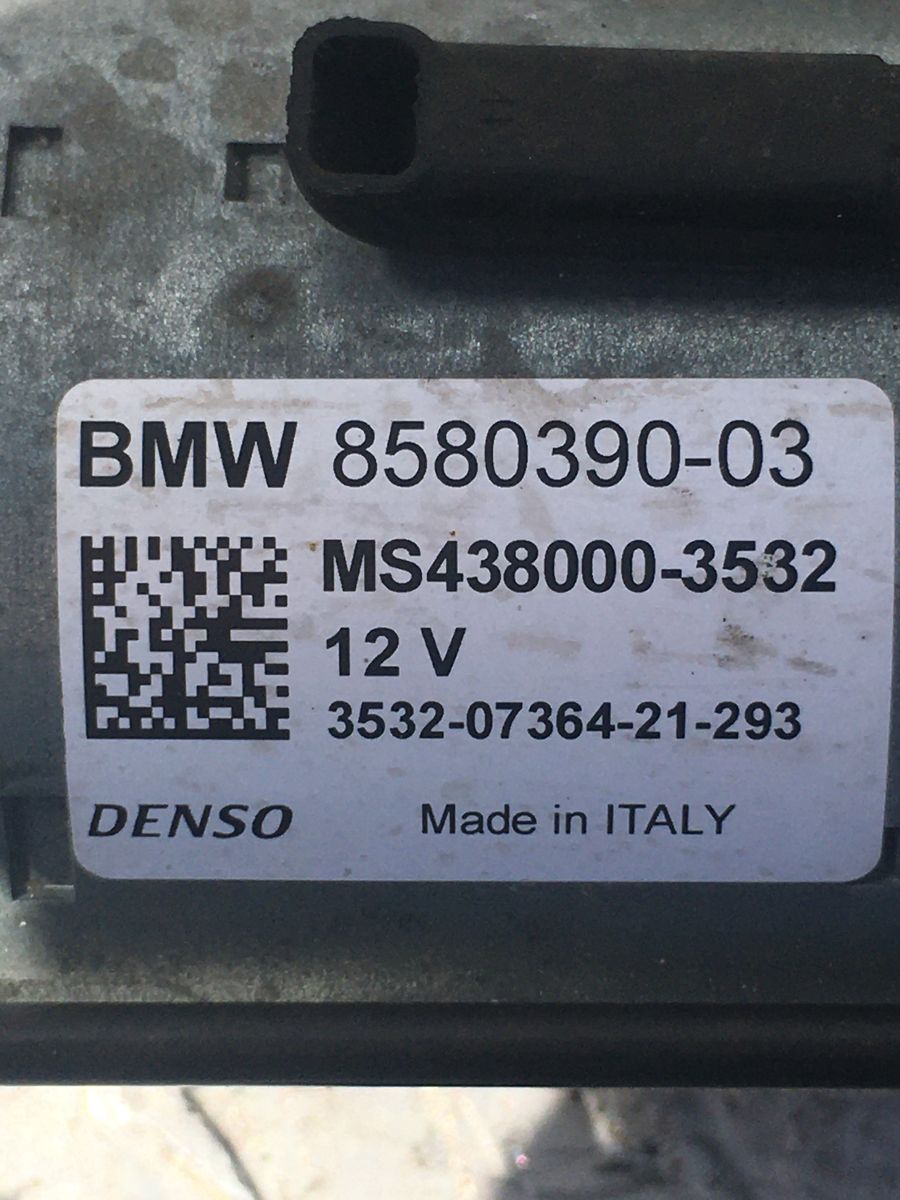 BMW 8580390-03
MS438000-3532
12 V
3532-07364-21-293
DENSO
Made in ITALY